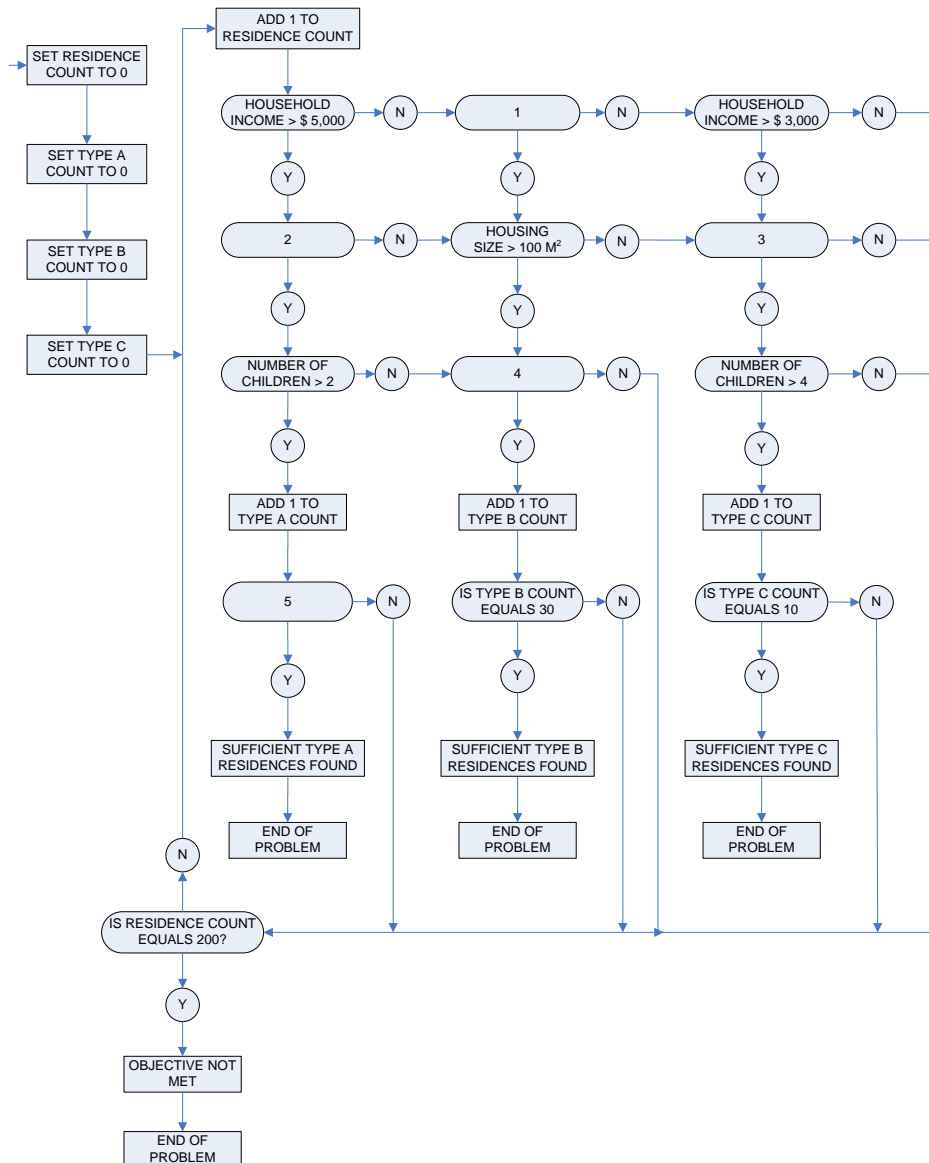 SET RESIDENCE
COUNT TO 0
SET TYPE A
COUNT TO 0
SET TYPE B
COUNT TO 0
SET TYPE C
COUNT TO 0
ADD 1 TO
RESIDENCE COUNT
HOUSEHOLD
INCOME > $ 5,000
N
1
N
HOUSEHOLD
INCOME > $ 3,000
N
Y
Y
Y
2
N
HOUSING
SIZE > 100 M²
N
3
N
Y
Y
Y
NUMBER OF
CHILDREN > 2
N
4
N
NUMBER OF
CHILDREN > 4
N
Y
Y
Y
ADD 1 TO
TYPE A COUNT
ADD 1 TO
TYPE B COUNT
ADD 1 TO
TYPE C COUNT
5
N
IS TYPE B COUNT
EQUALS 30
N
IS TYPE C COUNT
EQUALS 10
N
Y
Y
Y
SUFFICIENT TYPE A
RESIDENCES FOUND
SUFFICIENT TYPE B
RESIDENCES FOUND
SUFFICIENT TYPE C
RESIDENCES FOUND
END OF
PROBLEM
END OF
PROBLEM
END OF
PROBLEM
N
IS RESIDENCE COUNT
EQUALS 200?
Y
OBJECTIVE NOT
MET
END OF
PROBLEM